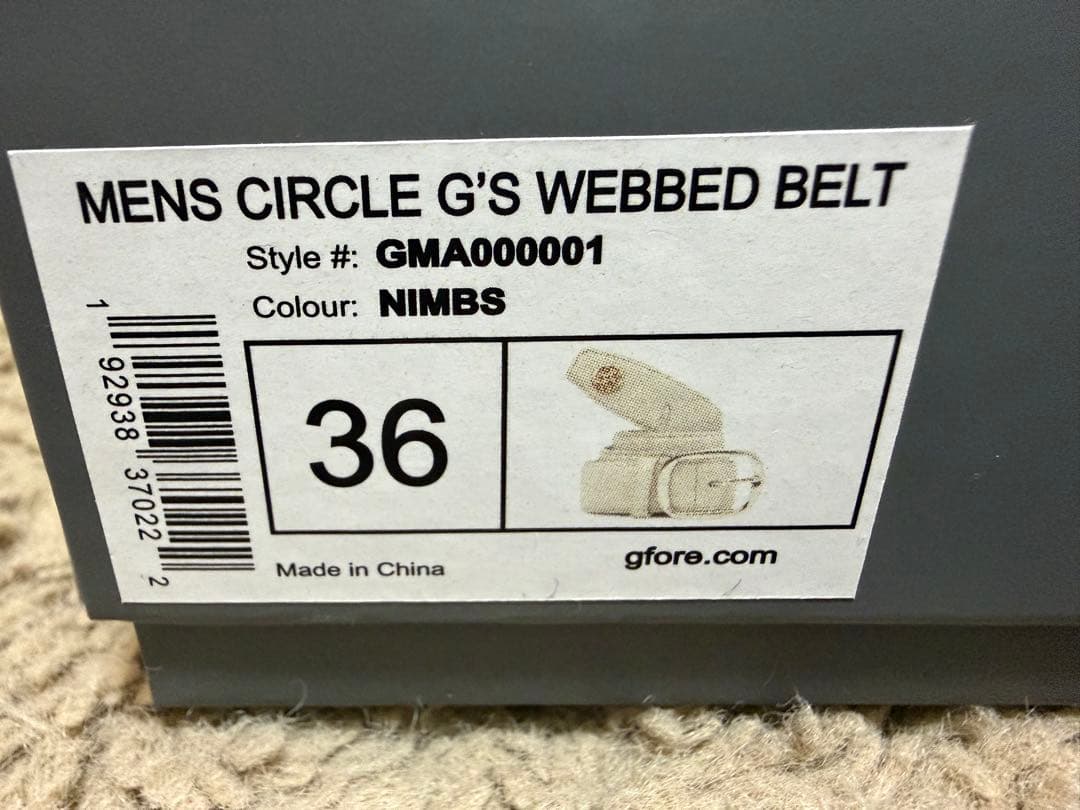 MENS CIRCLE G'S WEBBED BELT
Style #: GMA000001
Colour: NIMBS
1 92938 37022 2
36
Made in China
gfore.com